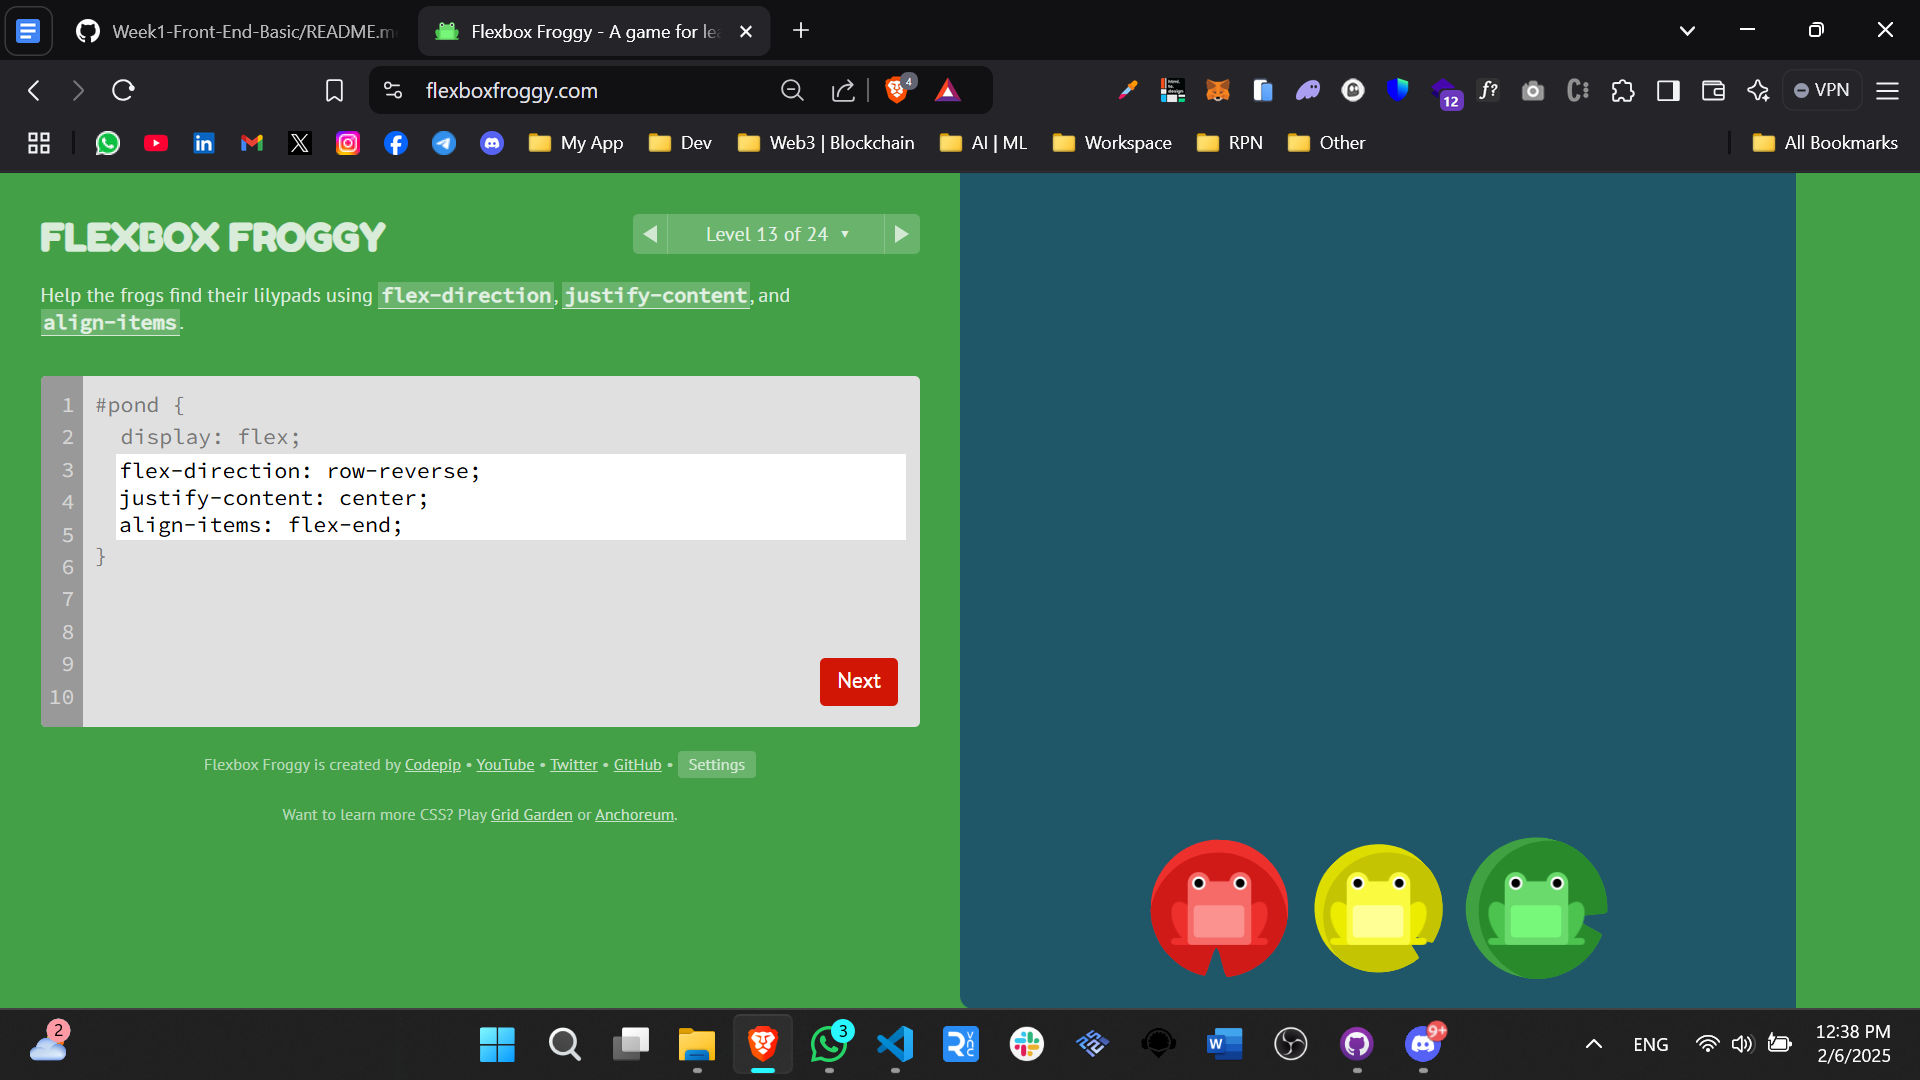 Week1-Front-End-Basic/README.m
Flexbox Froggy - A game for le
flexboxfroggy.com
4
12
f?
VPN
My App
Dev
Web3 | Blockchain
AI | ML
Workspace
RPN
Other
All Bookmarks
FLEXBOX FROGGY
Level 13 of 24 ▼
Help the frogs find their lilypads using flex-direction, justify-content, and
align-items.
1 #pond {
2 display: flex;
3 flex-direction: row-reverse;
4 justify-content: center;
5 align-items: flex-end;
6 }
7
8
9
10
Next
Flexbox Froggy is created by Codepip • YouTube • Twitter • GitHub • Settings
Want to learn more CSS? Play Grid Garden or Anchoreum.
2
3
9+
ENG
12:38 PM
2/6/2025